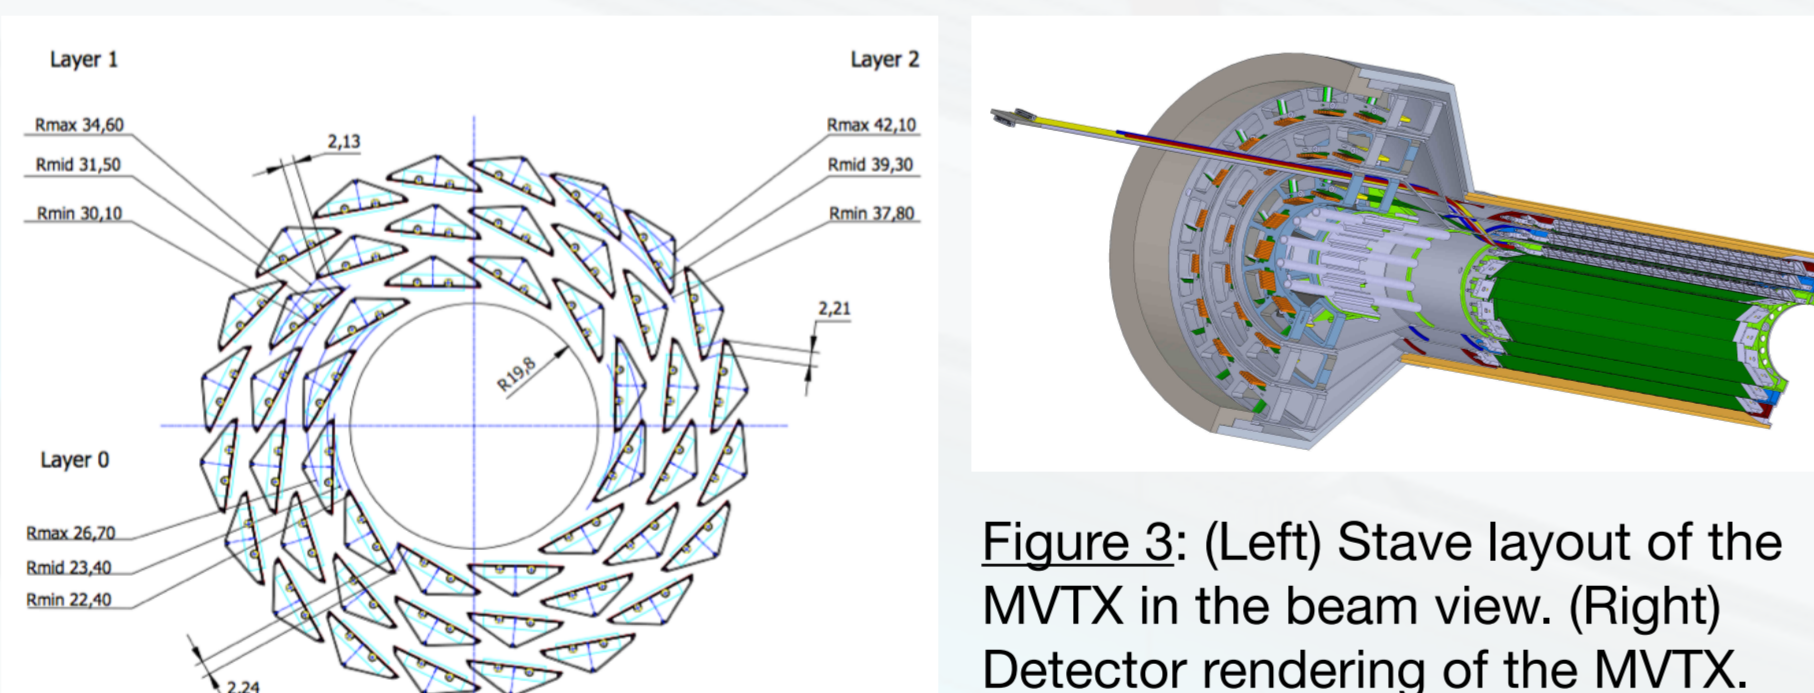 Layer 1
Layer 2
Rmax 34,60
Rmid 31,50
Rmin 30,10
2,13
Rmax 42,10
Rmid 39,30
Rmin 37,80
2,21
R19,8
Layer 0
Rmax 26,70
Rmid 23,40
Rmin 22,40
2,24
Figure 3: (Left) Stave layout of the
MVTX in the beam view. (Right)
Detector rendering of the MVTX.